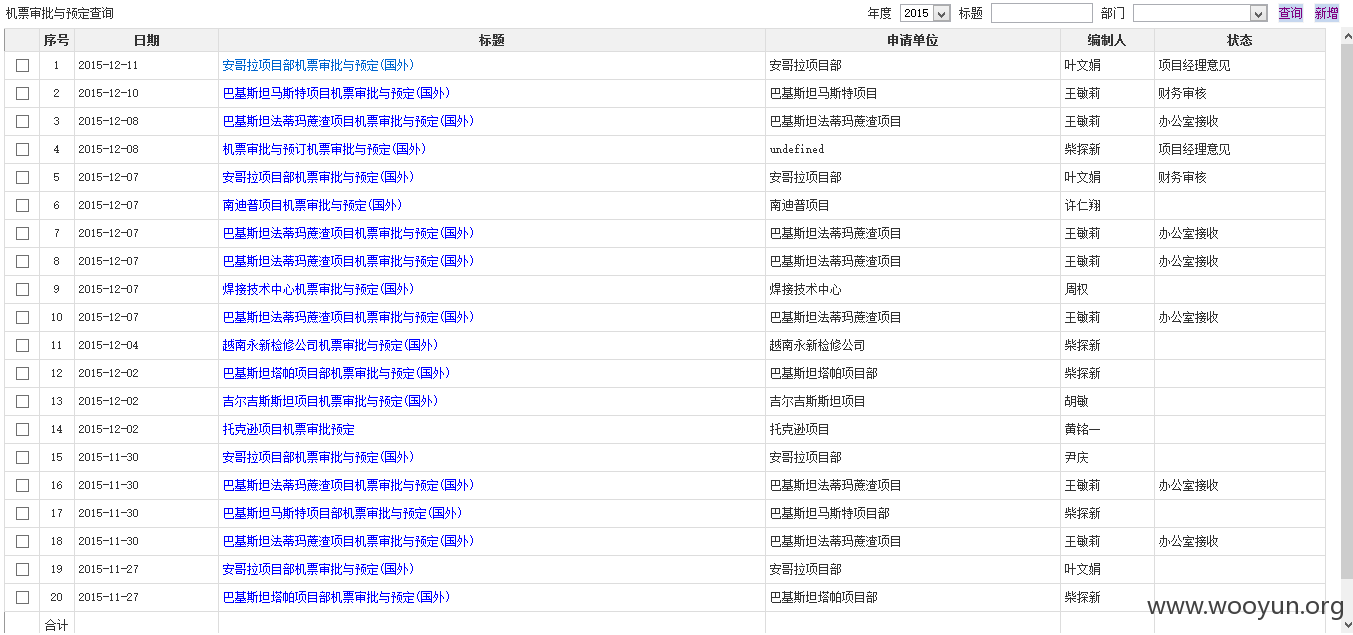 机票审批与预定查询 年度 2015 标题 部门 查询 新增
序号 日期 标题 申请单位 编制人 状态
1 2015-12-11 安哥拉项目部机票审批与预定(国外) 安哥拉项目部 叶文娟 项目经理意见
2 2015-12-10 巴基斯坦马斯特项目机票审批与预定(国外) 巴基斯坦马斯特项目 王敏莉 财务审核
3 2015-12-08 巴基斯坦法蒂玛蔗渣项目机票审批与预定(国外) 巴基斯坦法蒂玛蔗渣项目 王敏莉 办公室接收
4 2015-12-08 机票审批与预订机票审批与预定(国外) undefined 柴探新 项目经理意见
5 2015-12-07 安哥拉项目部机票审批与预定(国外) 安哥拉项目部 叶文娟 财务审核
6 2015-12-07 南迪普项目机票审批与预定(国外) 南迪普项目 许仁翔
7 2015-12-07 巴基斯坦法蒂玛蔗渣项目机票审批与预定(国外) 巴基斯坦法蒂玛蔗渣项目 王敏莉 办公室接收
8 2015-12-07 巴基斯坦法蒂玛蔗渣项目机票审批与预定(国外) 巴基斯坦法蒂玛蔗渣项目 王敏莉 办公室接收
9 2015-12-07 焊接技术中心机票审批与预定(国外) 焊接技术中心 周权
10 2015-12-07 巴基斯坦法蒂玛蔗渣项目机票审批与预定(国外) 巴基斯坦法蒂玛蔗渣项目 王敏莉 办公室接收
11 2015-12-04 越南永新检修公司机票审批与预定(国外) 越南永新检修公司 柴探新
12 2015-12-02 巴基斯坦塔帕项目部机票审批与预定(国外) 巴基斯坦塔帕项目部 柴探新
13 2015-12-02 吉尔吉斯斯坦项目机票审批与预定(国外) 吉尔吉斯斯坦项目 胡敏
14 2015-12-02 托克逊项目机票审批预定 托克逊项目 黄铭一
15 2015-11-30 安哥拉项目部机票审批与预定(国外) 安哥拉项目部 尹庆
16 2015-11-30 巴基斯坦法蒂玛蔗渣项目机票审批与预定(国外) 巴基斯坦法蒂玛蔗渣项目 王敏莉 办公室接收
17 2015-11-30 巴基斯坦马斯特项目部机票审批与预定(国外) 巴基斯坦马斯特项目部 柴探新
18 2015-11-30 巴基斯坦法蒂玛蔗渣项目机票审批与预定(国外) 巴基斯坦法蒂玛蔗渣项目 王敏莉 办公室接收
19 2015-11-27 安哥拉项目部机票审批与预定(国外) 安哥拉项目部 叶文娟
20 2015-11-27 巴基斯坦塔帕项目部机票审批与预定(国外) 巴基斯坦塔帕项目部 柴探新
www.wooyun.org
合计